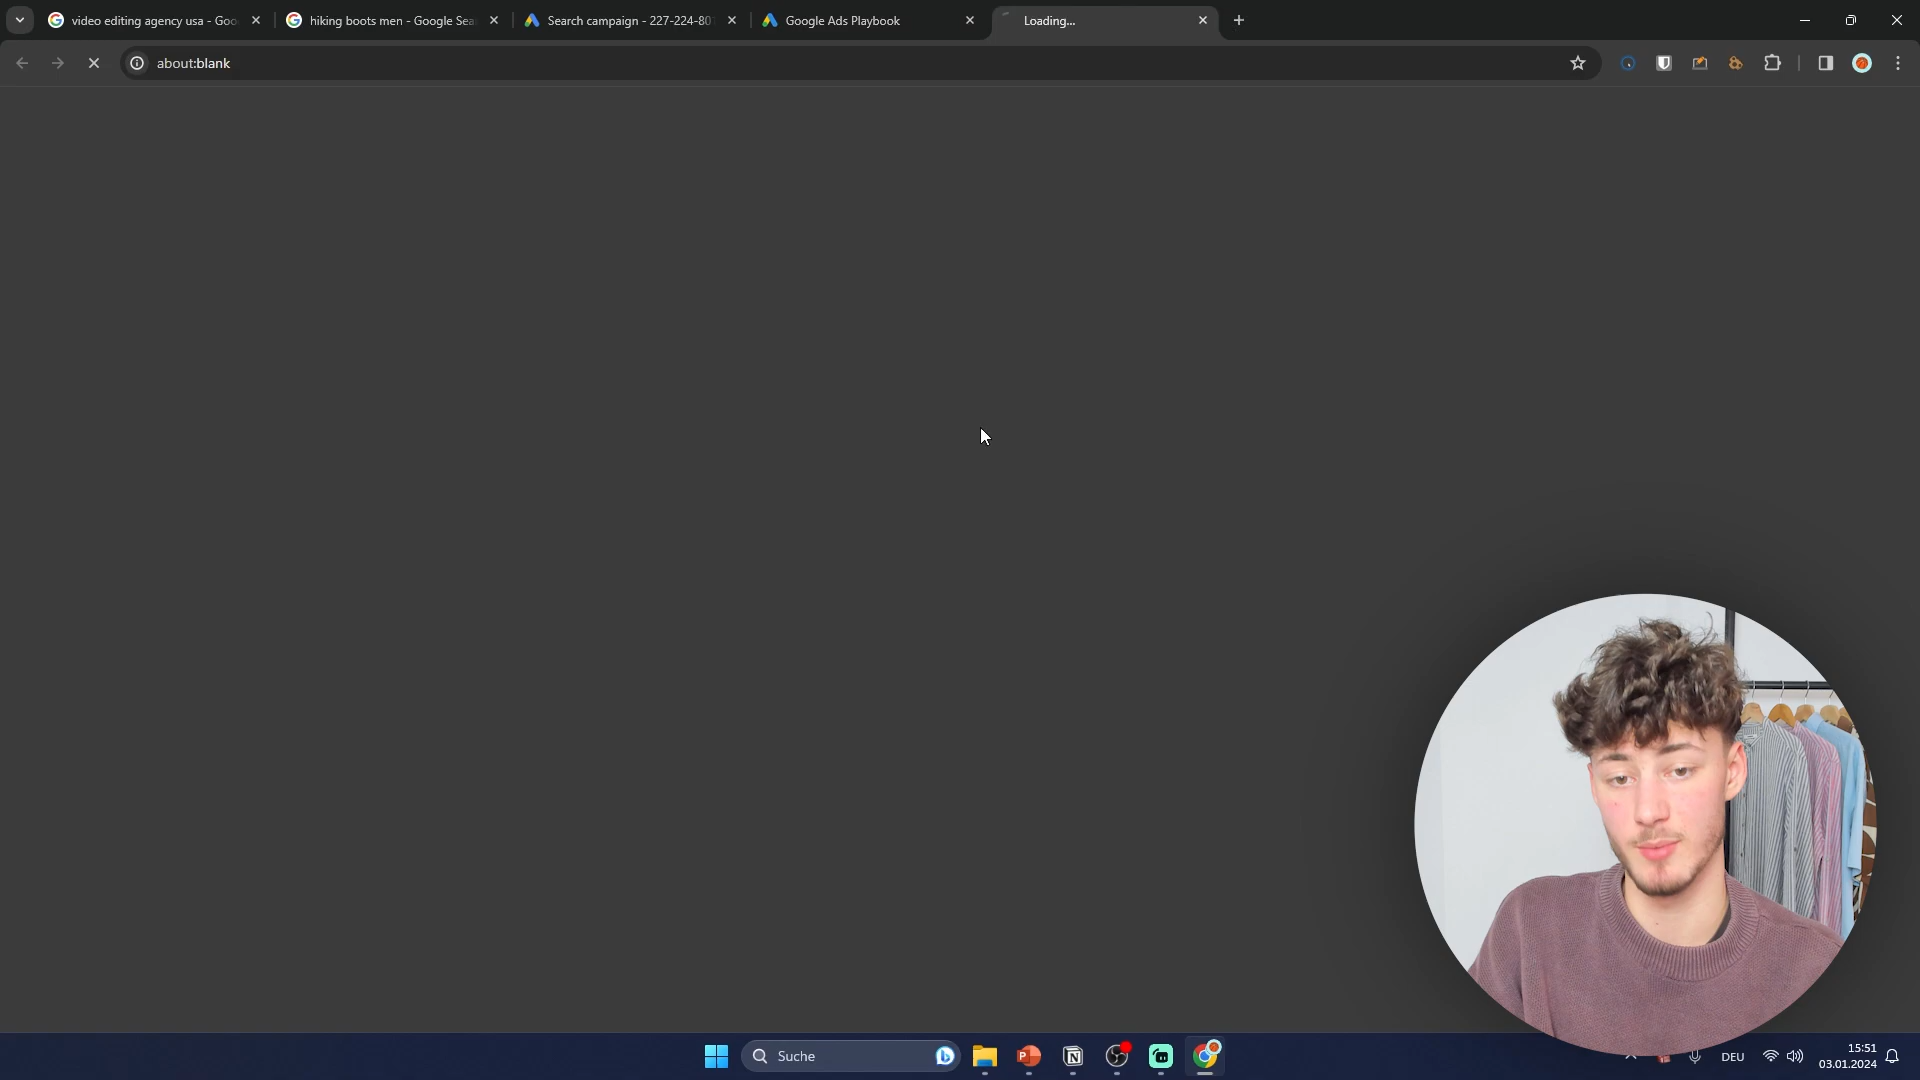 video editing agency usa - Goo
hiking boots men - Google Sea
Search campaign - 227-224-80
Google Ads Playbook
Loading...
about:blank
Suche
DEU
15:51
03.01.2024